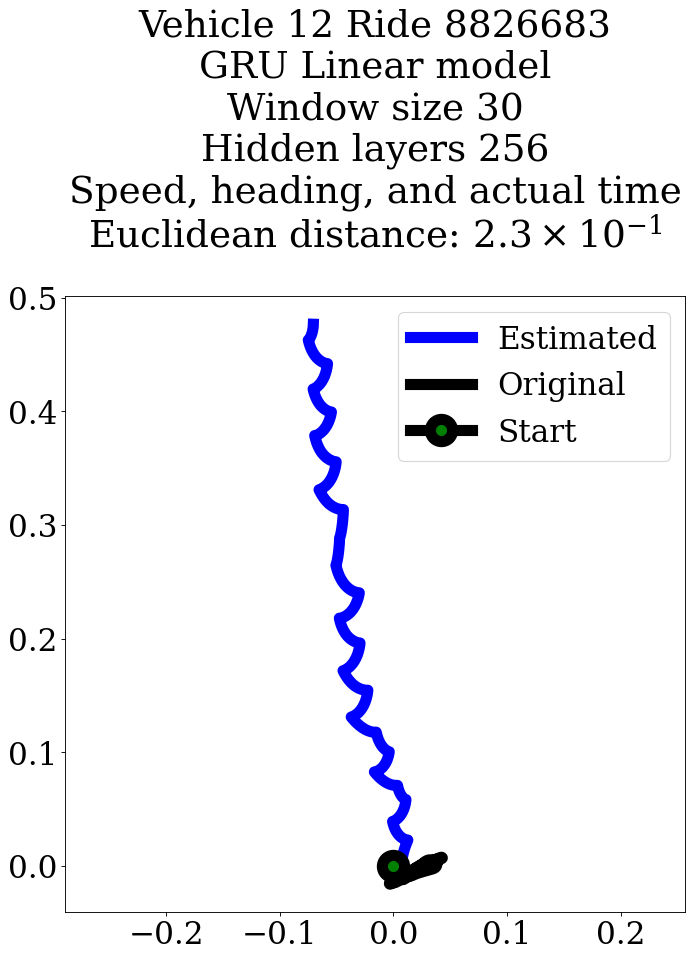 Vehicle 12 Ride 8826683
GRU Linear model
Window size 30
Hidden layers 256
Speed, heading, and actual time
Euclidean distance: 2.3 × 10⁻¹
0.5
0.4
0.3
0.2
0.1
0.0
Estimated
Original
Start
−0.2 −0.1 0.0 0.1 0.2